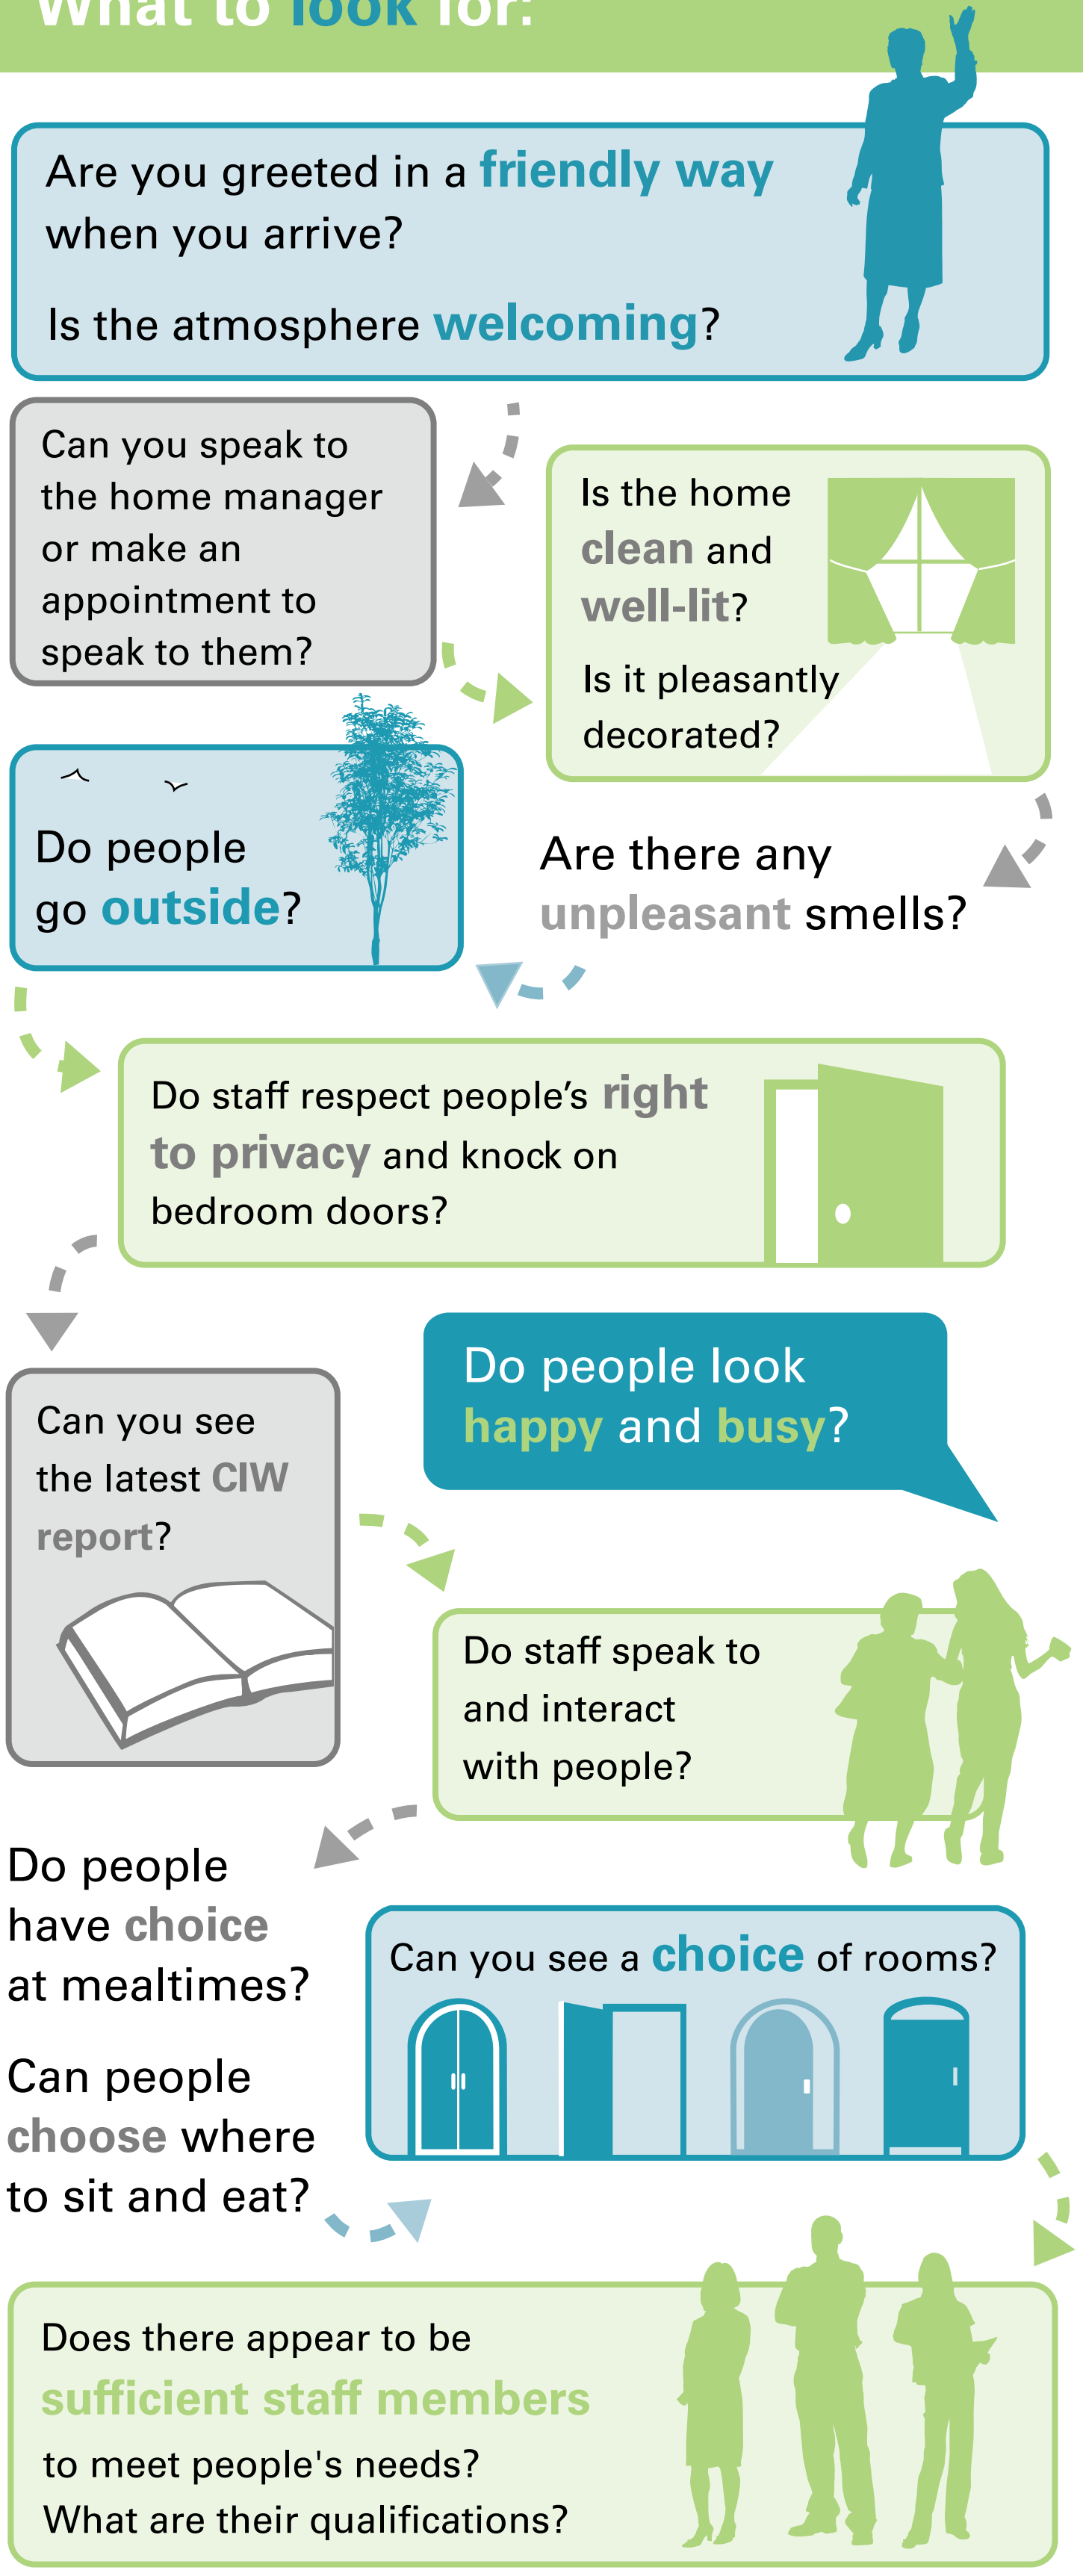 What to look for:
Are you greeted in a friendly way
when you arrive?
Is the atmosphere welcoming?
Can you speak to
the home manager
or make an
appointment to
speak to them?
Is the home
clean and
well-lit?
Is it pleasantly
decorated?
Are there any
unpleasant smells?
Do people
go outside?
Do staff respect people’s right
to privacy and knock on
bedroom doors?
Can you see
the latest CIW
report?
Do people look
happy and busy?
Do staff speak to
and interact
with people?
Do people
have choice
at mealtimes?
Can people
choose where
to sit and eat?
Can you see a choice of rooms?
Does there appear to be
sufficient staff members
to meet people's needs?
What are their qualifications?